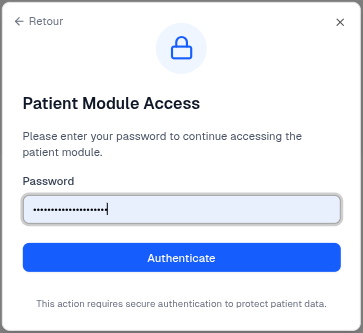 Retour
Patient Module Access
Please enter your password to continue accessing the
patient module.
Password
•••••••••••••••••••••
Authenticate
This action requires secure authentication to protect patient data.